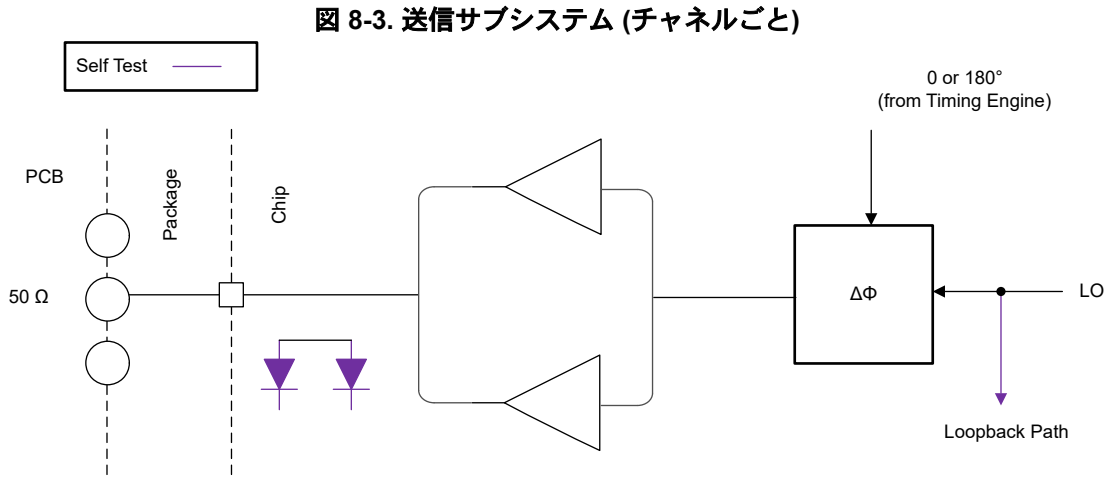 図 8-3. 送信サブシステム (チャネルごと)
Self Test
0 or 180°
(from Timing Engine)
PCB
Package
Chip
50 Ω
ΔΦ
LO
Loopback Path